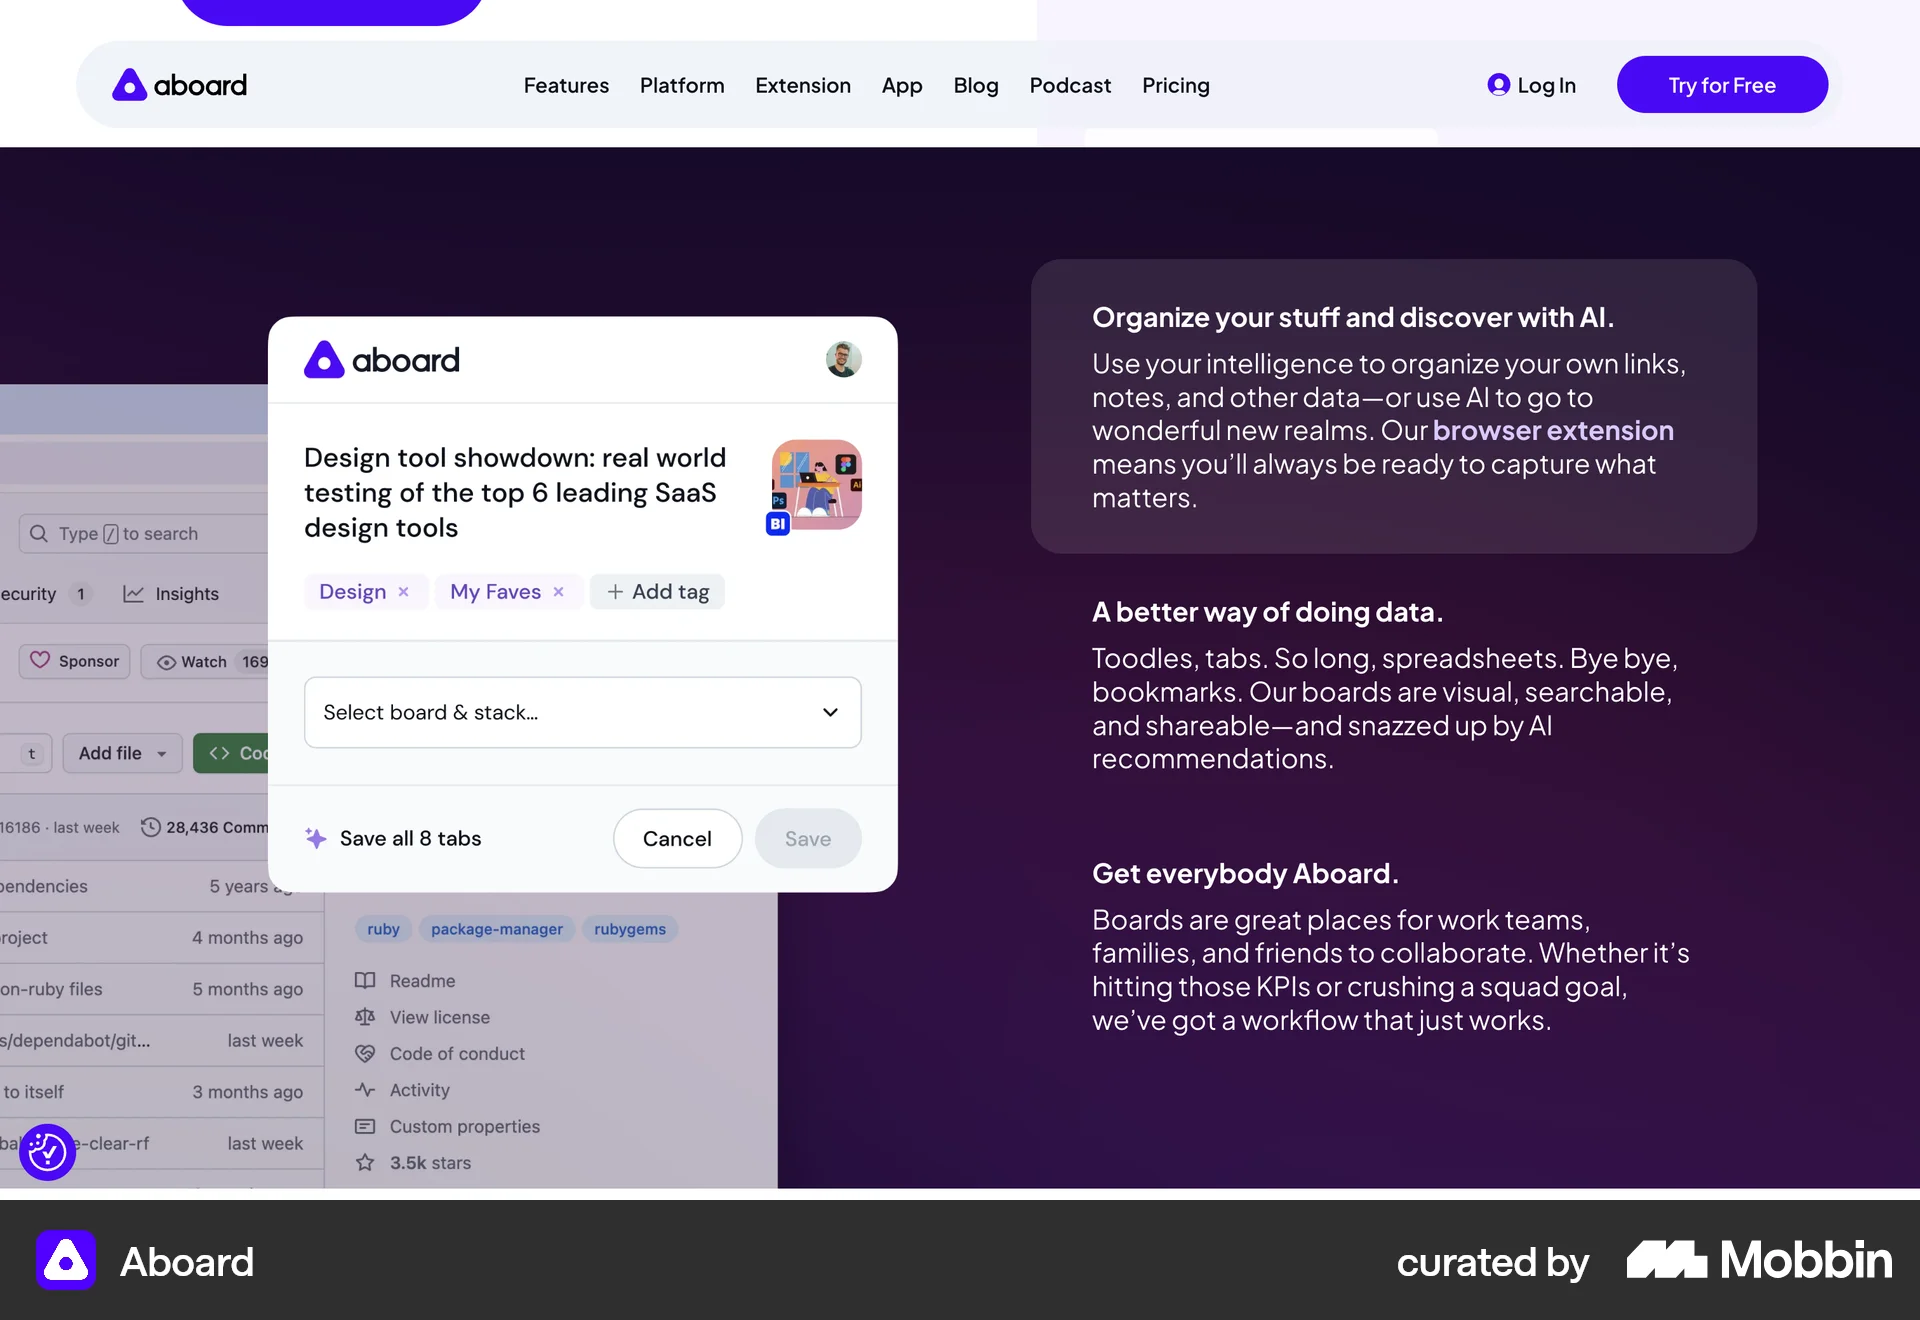 aboard
Features Platform Extension App Blog Podcast Pricing
Log In
Try for Free
aboard
Design tool showdown: real world
testing of the top 6 leading SaaS
design tools
Ps
Ai
BI
Design × My Faves × + Add tag
Select board & stack...
Save all 8 tabs
Cancel
Save
Type / to search
ecurity 1 Insights
Sponsor
Watch 169
t
Add file
<> Co
16186 · last week
28,436 Comm
pendencies 5 years ago
roject 4 months ago
on-ruby files 5 months ago
s/dependabot/git... last week
to itself 3 months ago
e-clear-rf last week
ruby package-manager rubygems
Readme
View license
Code of conduct
Activity
Custom properties
3.5k stars
Organize your stuff and discover with AI.
Use your intelligence to organize your own links,
notes, and other data—or use AI to go to
wonderful new realms. Our browser extension
means you’ll always be ready to capture what
matters.
A better way of doing data.
Toodles, tabs. So long, spreadsheets. Bye bye,
bookmarks. Our boards are visual, searchable,
and shareable—and snazzed up by AI
recommendations.
Get everybody Aboard.
Boards are great places for work teams,
families, and friends to collaborate. Whether it’s
hitting those KPIs or crushing a squad goal,
we’ve got a workflow that just works.
Aboard
curated by Mobbin